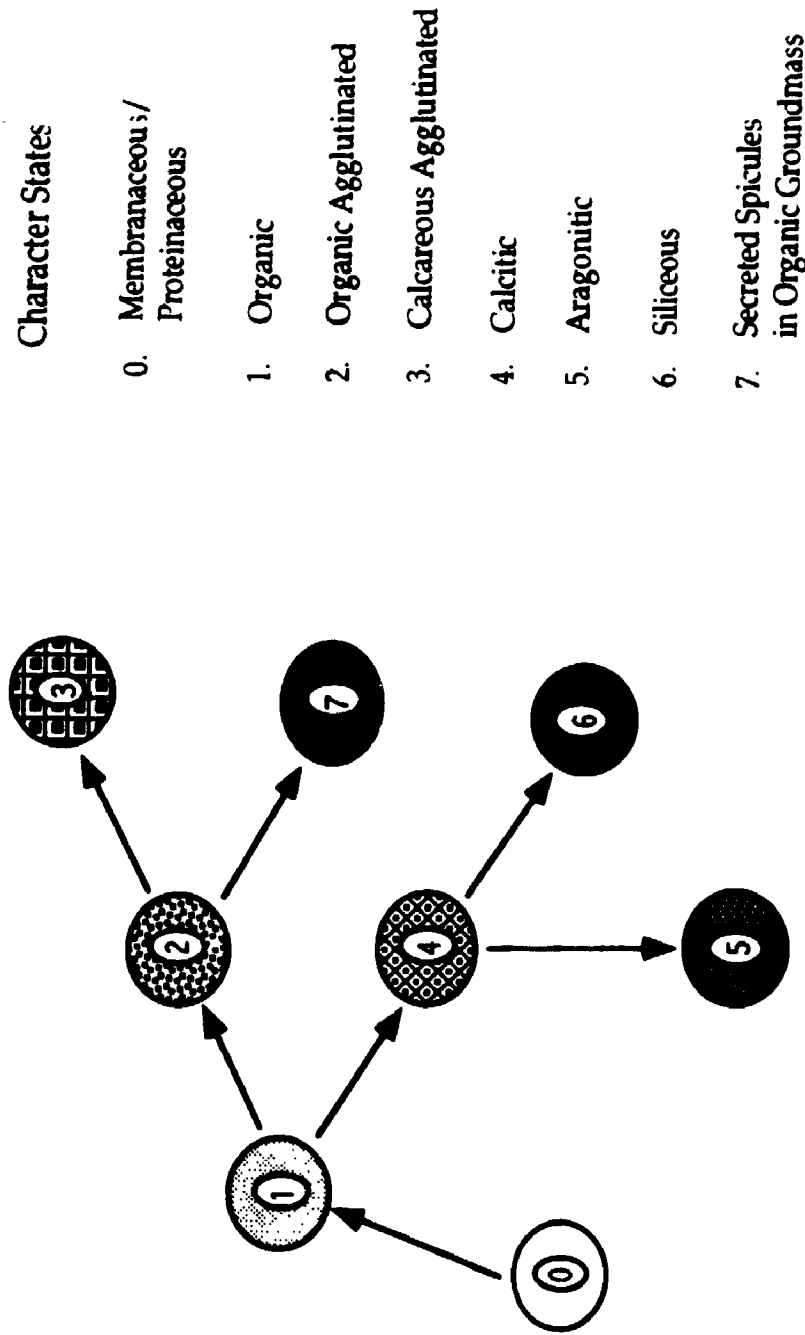 Character States
0. Membranaceous/
Proteinaceous
1. Organic
2. Organic Agglutinated
3. Calcareous Agglutinated
4. Calcitic
5. Aragonitic
6. Siliceous
7. Secreted Spicules
in Organic Groundmass
3
7
2
6
4
5
1
0